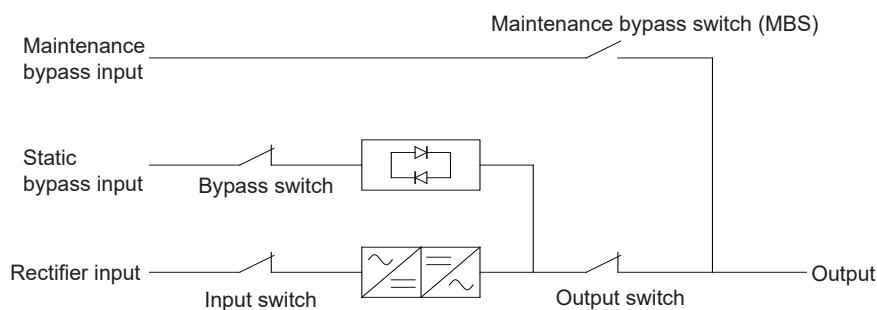 Maintenance bypass switch (MBS)
Maintenance
bypass input
Static
bypass input
Bypass switch
Rectifier input
Input switch
Output switch
Output